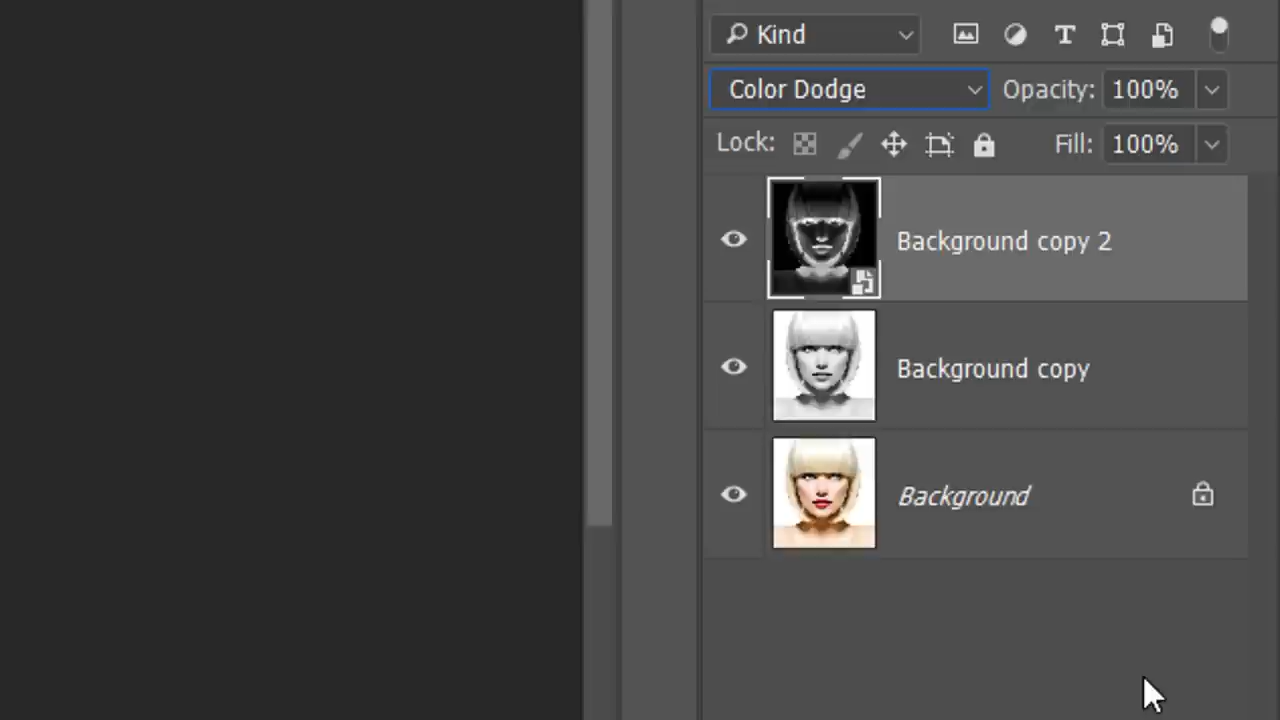 Kind
Color Dodge Opacity: 100%
Lock: Fill: 100%
Background copy 2
Background copy
Background